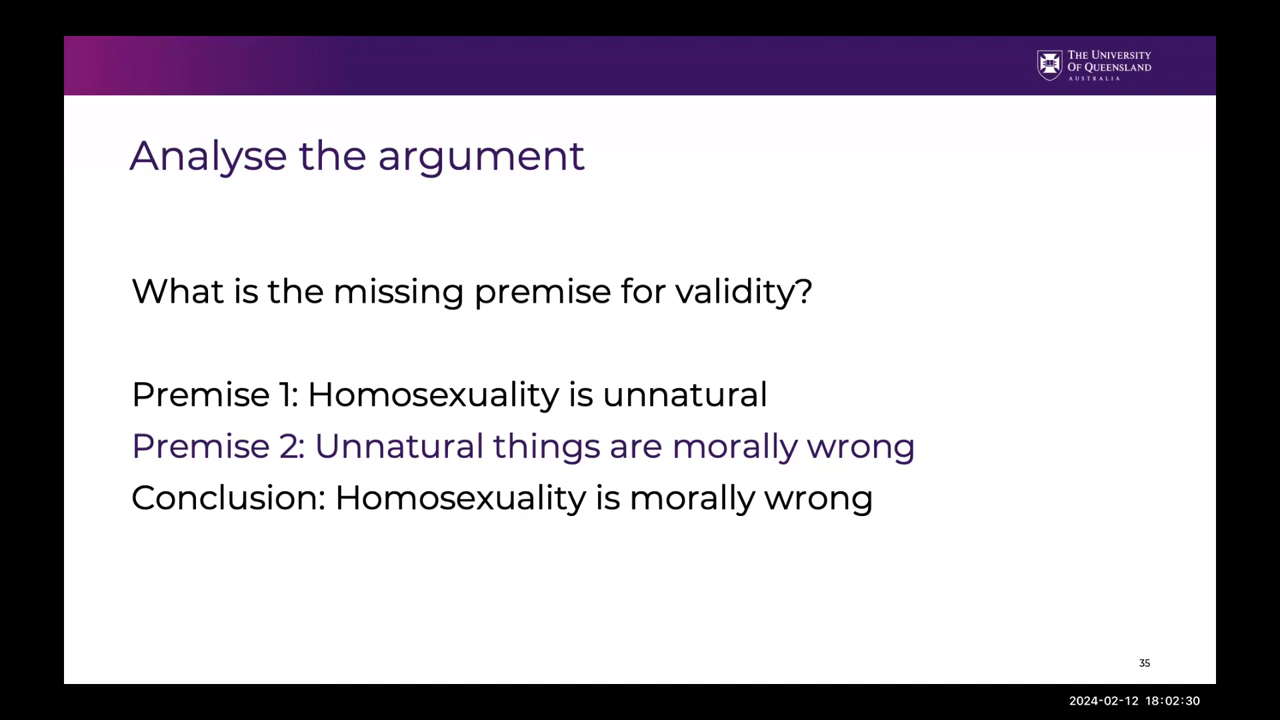 THE UNIVERSITY
OF QUEENSLAND
AUSTRALIA
Analyse the argument
What is the missing premise for validity?
Premise 1: Homosexuality is unnatural
Premise 2: Unnatural things are morally wrong
Conclusion: Homosexuality is morally wrong
35
2024-02-12 18:02:30